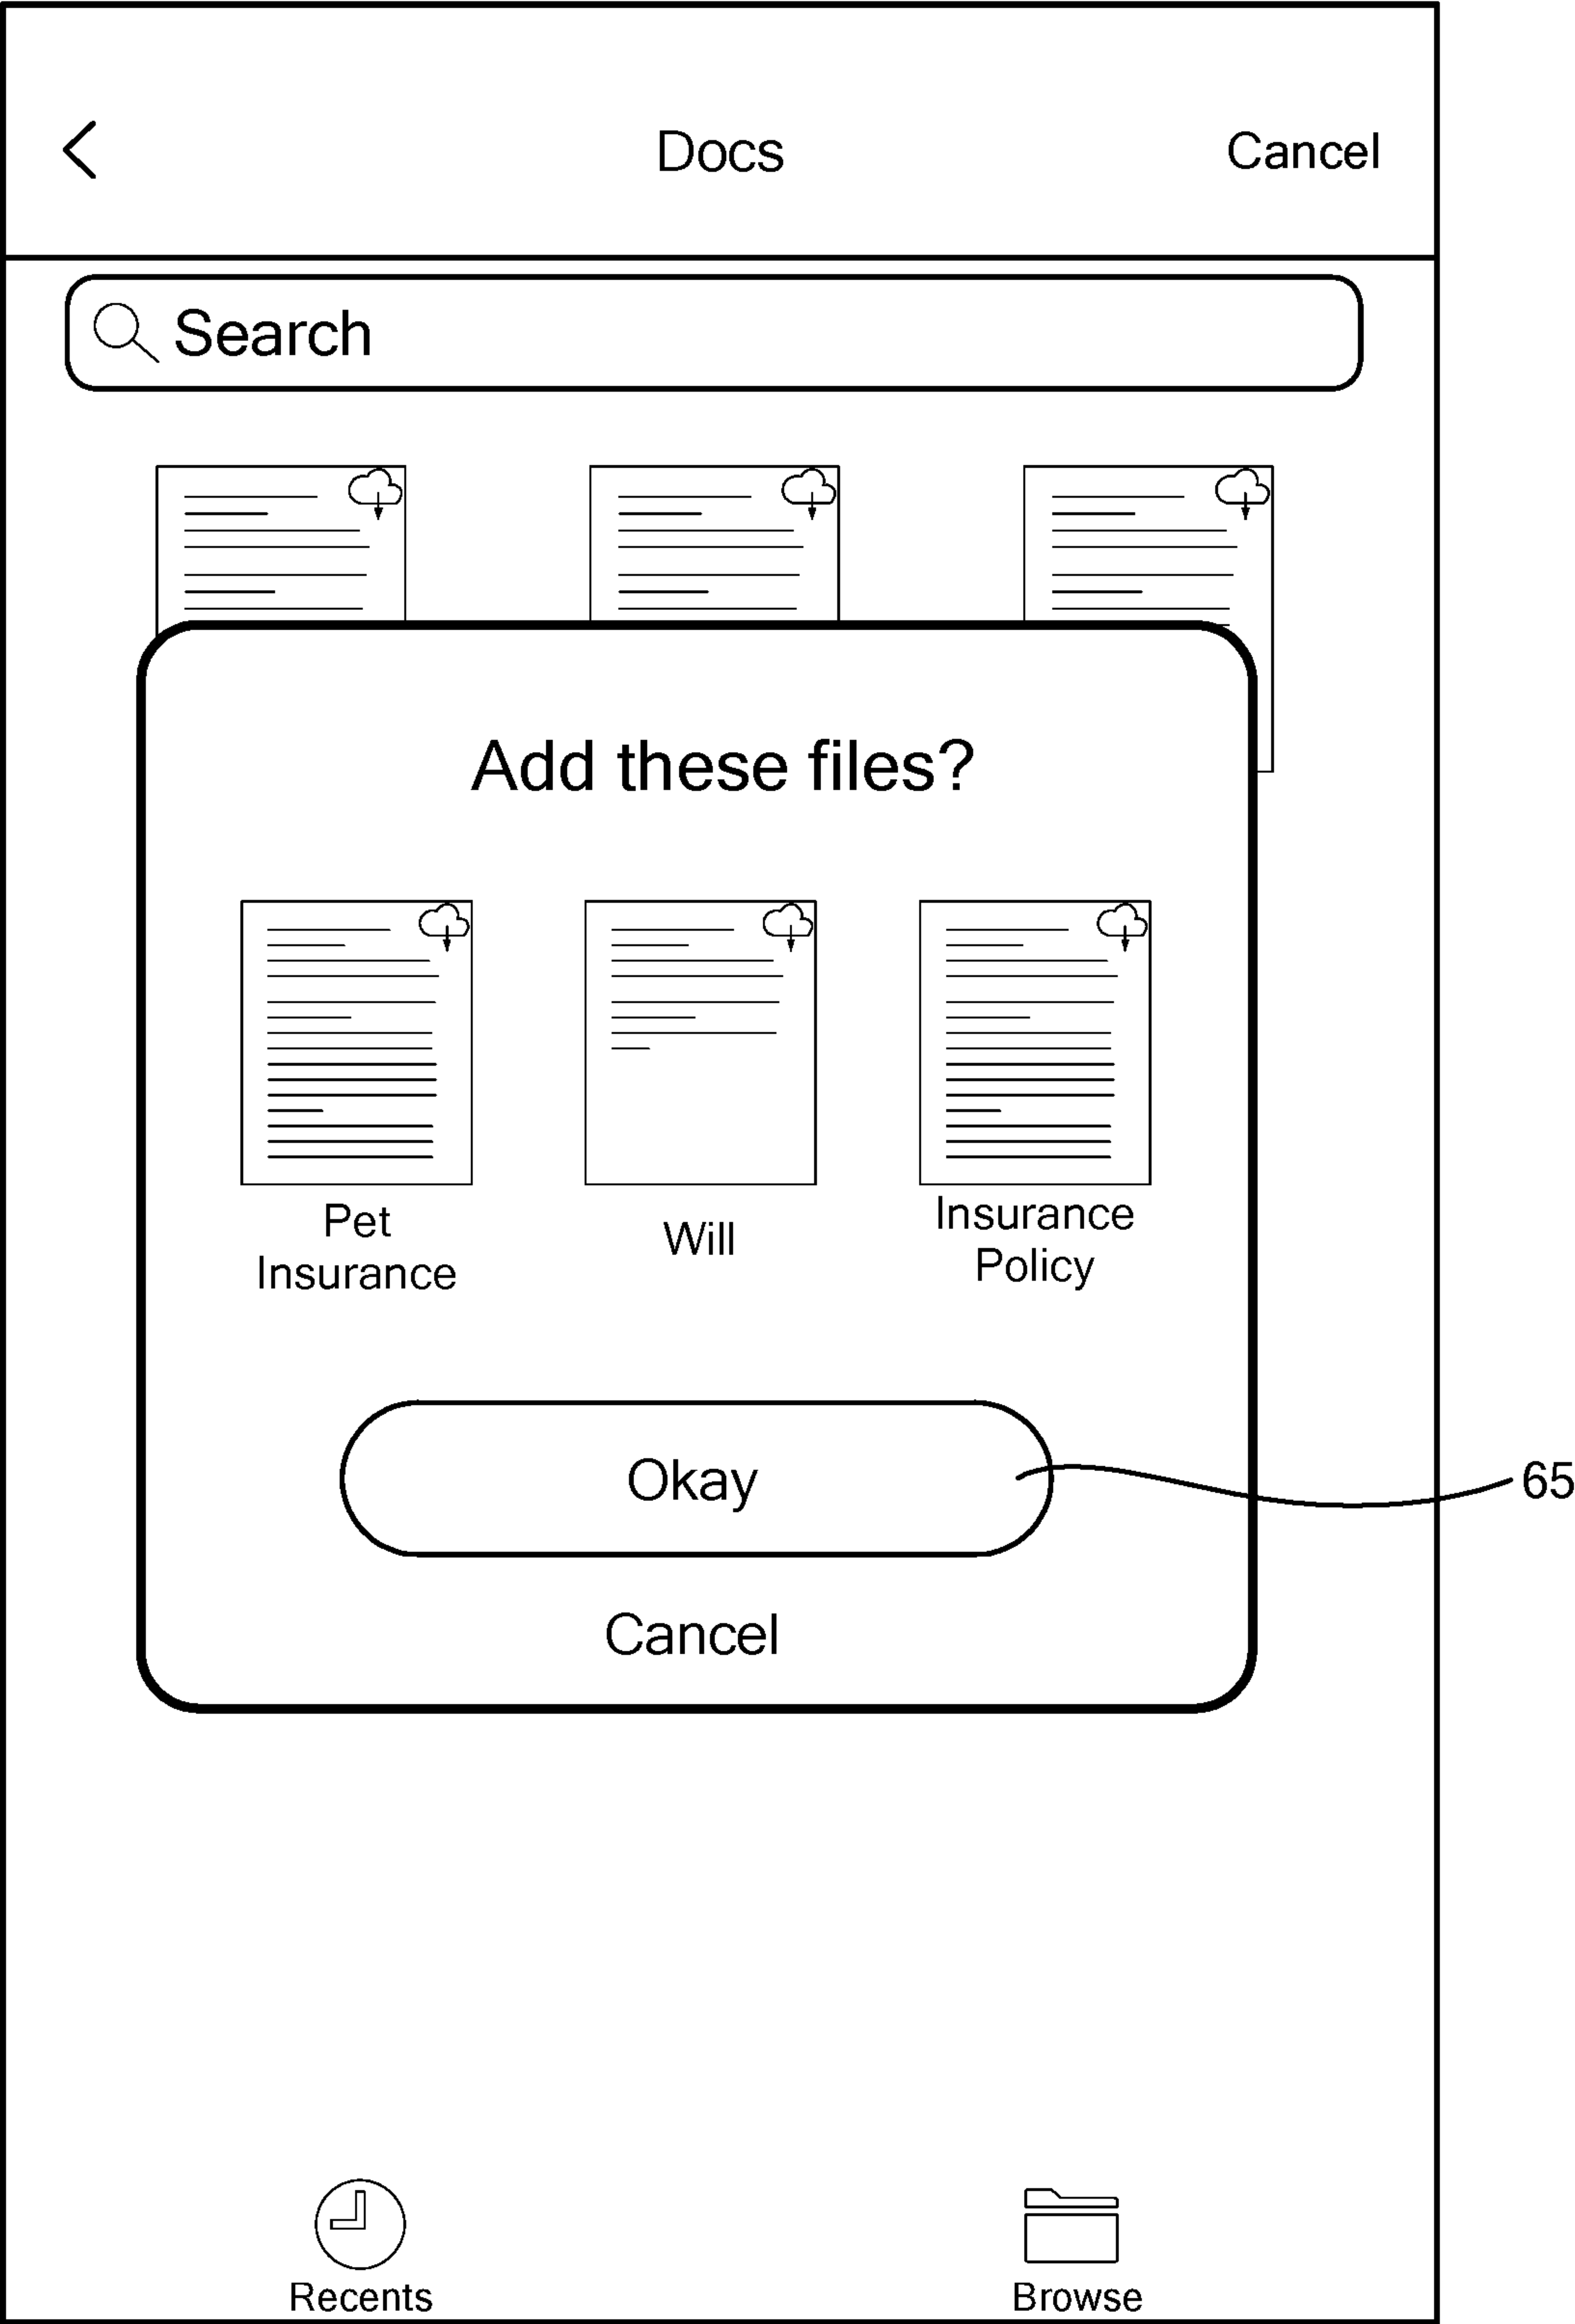 Docs
Cancel
Search
Add these files?
Pet
Insurance
Will
Insurance
Policy
Okay
65
Cancel
Recents
Browse